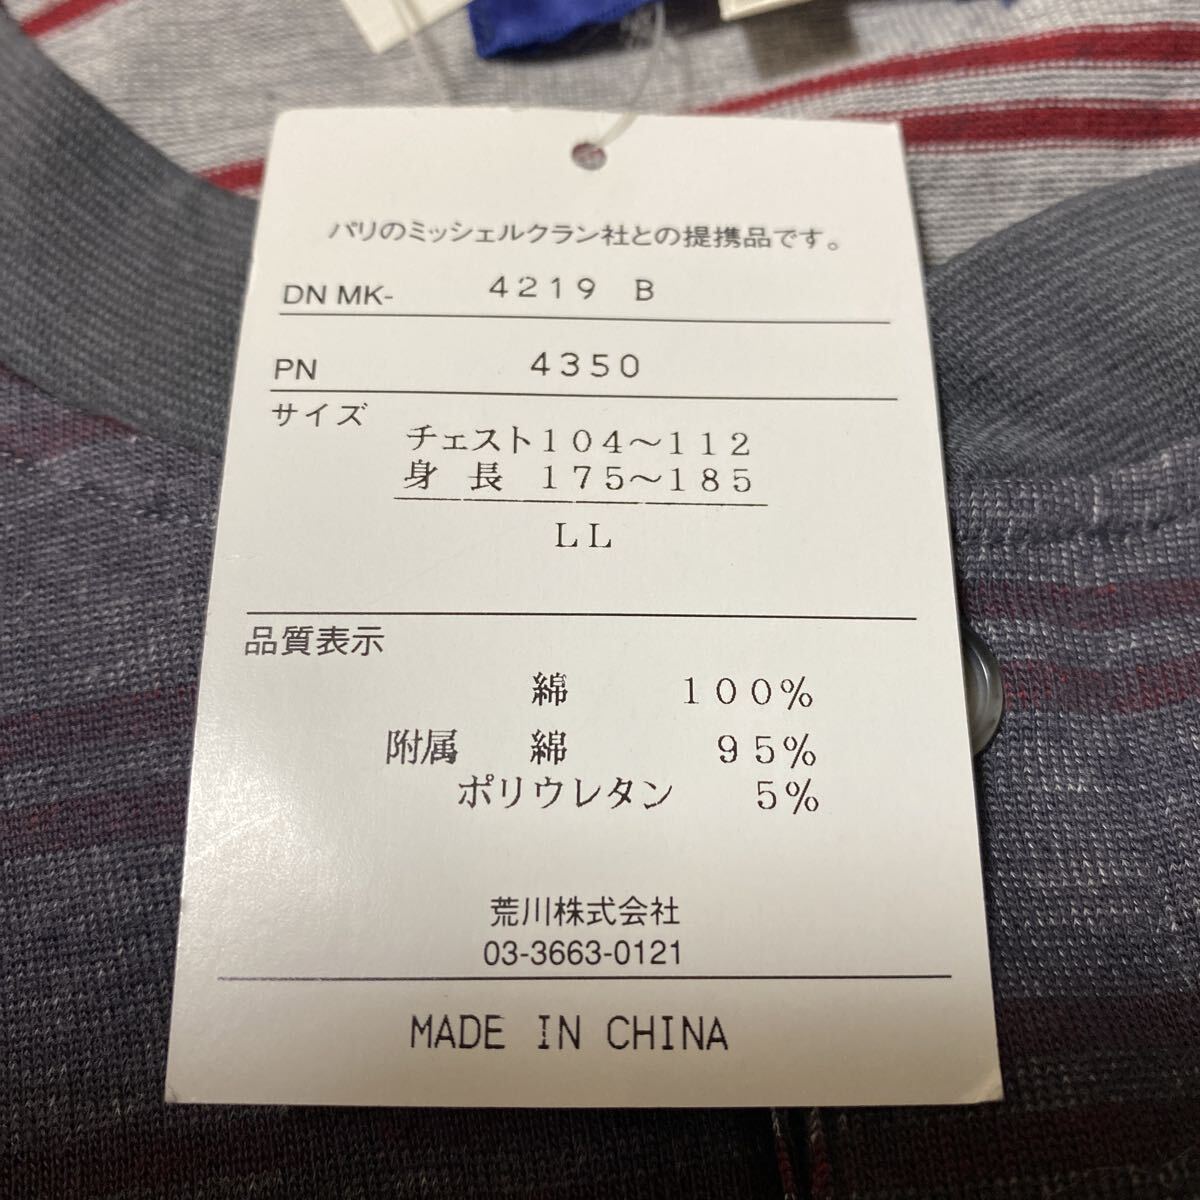 パリのミッシェルクラン社との提携品です。
DN MK- 4219 B
PN 4350
サイズ
チェスト104〜112
身 長 175〜185
LL
品質表示
綿 100%
附属 綿 95%
ポリウレタン 5%
荒川株式会社
03-3663-0121
MADE IN CHINA